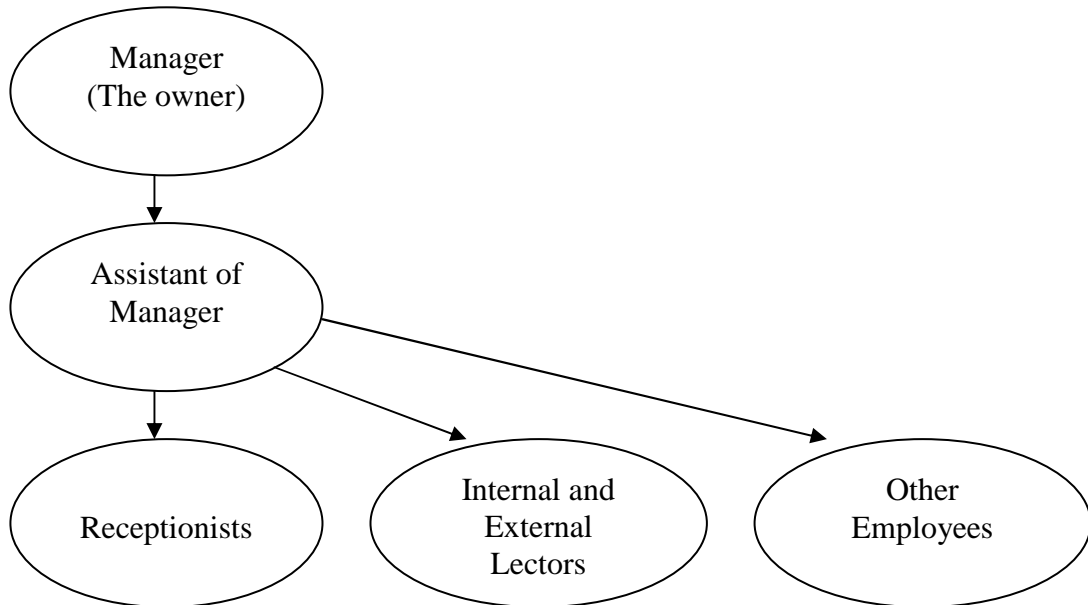 Manager
(The owner)
Assistant of
Manager
Receptionists
Internal and
External
Lectors
Other
Employees